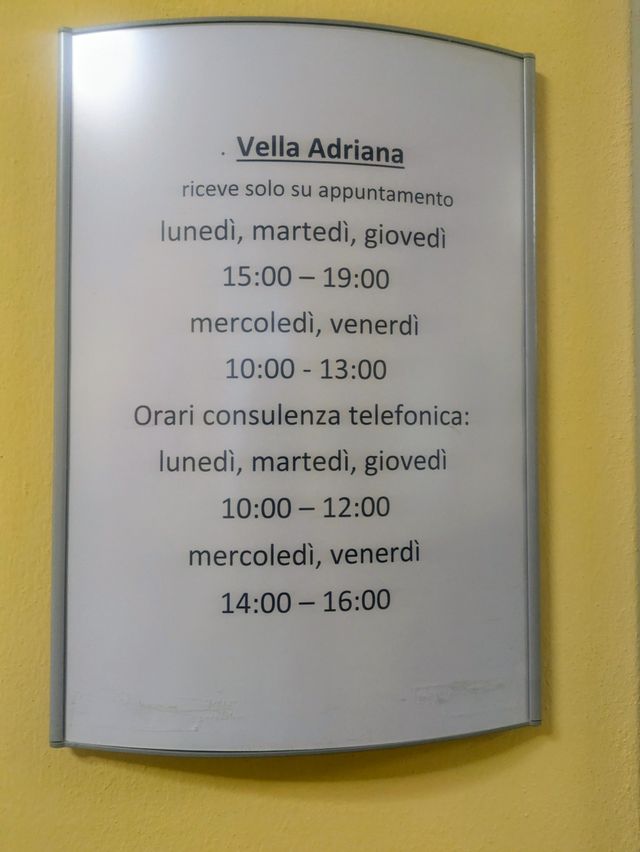 . Vella Adriana
riceve solo su appuntamento
lunedì, martedì, giovedì
15:00 – 19:00
mercoledì, venerdì
10:00 - 13:00
Orari consulenza telefonica:
lunedì, martedì, giovedì
10:00 – 12:00
mercoledì, venerdì
14:00 – 16:00